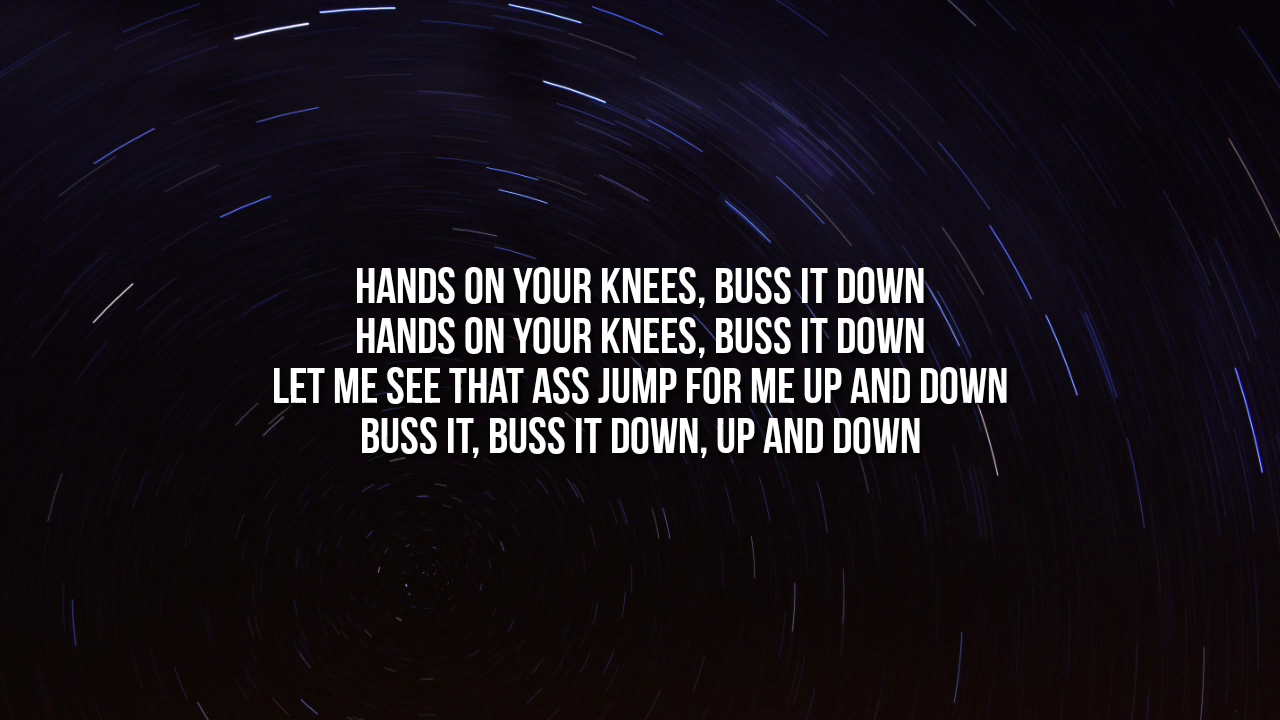 HANDS ON YOUR KNEES, BUSS IT DOWN
HANDS ON YOUR KNEES, BUSS IT DOWN
LET ME SEE THAT ASS JUMP FOR ME UP AND DOWN
BUSS IT, BUSS IT DOWN, UP AND DOWN